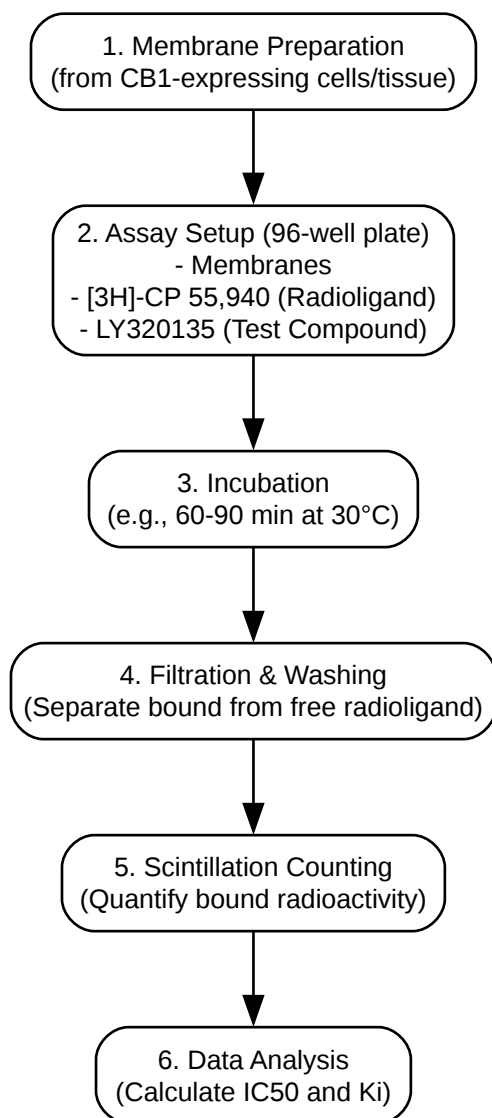 1. Membrane Preparation
(from CB1-expressing cells/tissue)
2. Assay Setup (96-well plate)
- Membranes
- [3H]-CP 55,940 (Radioligand)
- LY320135 (Test Compound)
3. Incubation
(e.g., 60-90 min at 30°C)
4. Filtration & Washing
(Separate bound from free radioligand)
5. Scintillation Counting
(Quantify bound radioactivity)
6. Data Analysis
(Calculate IC50 and Ki)